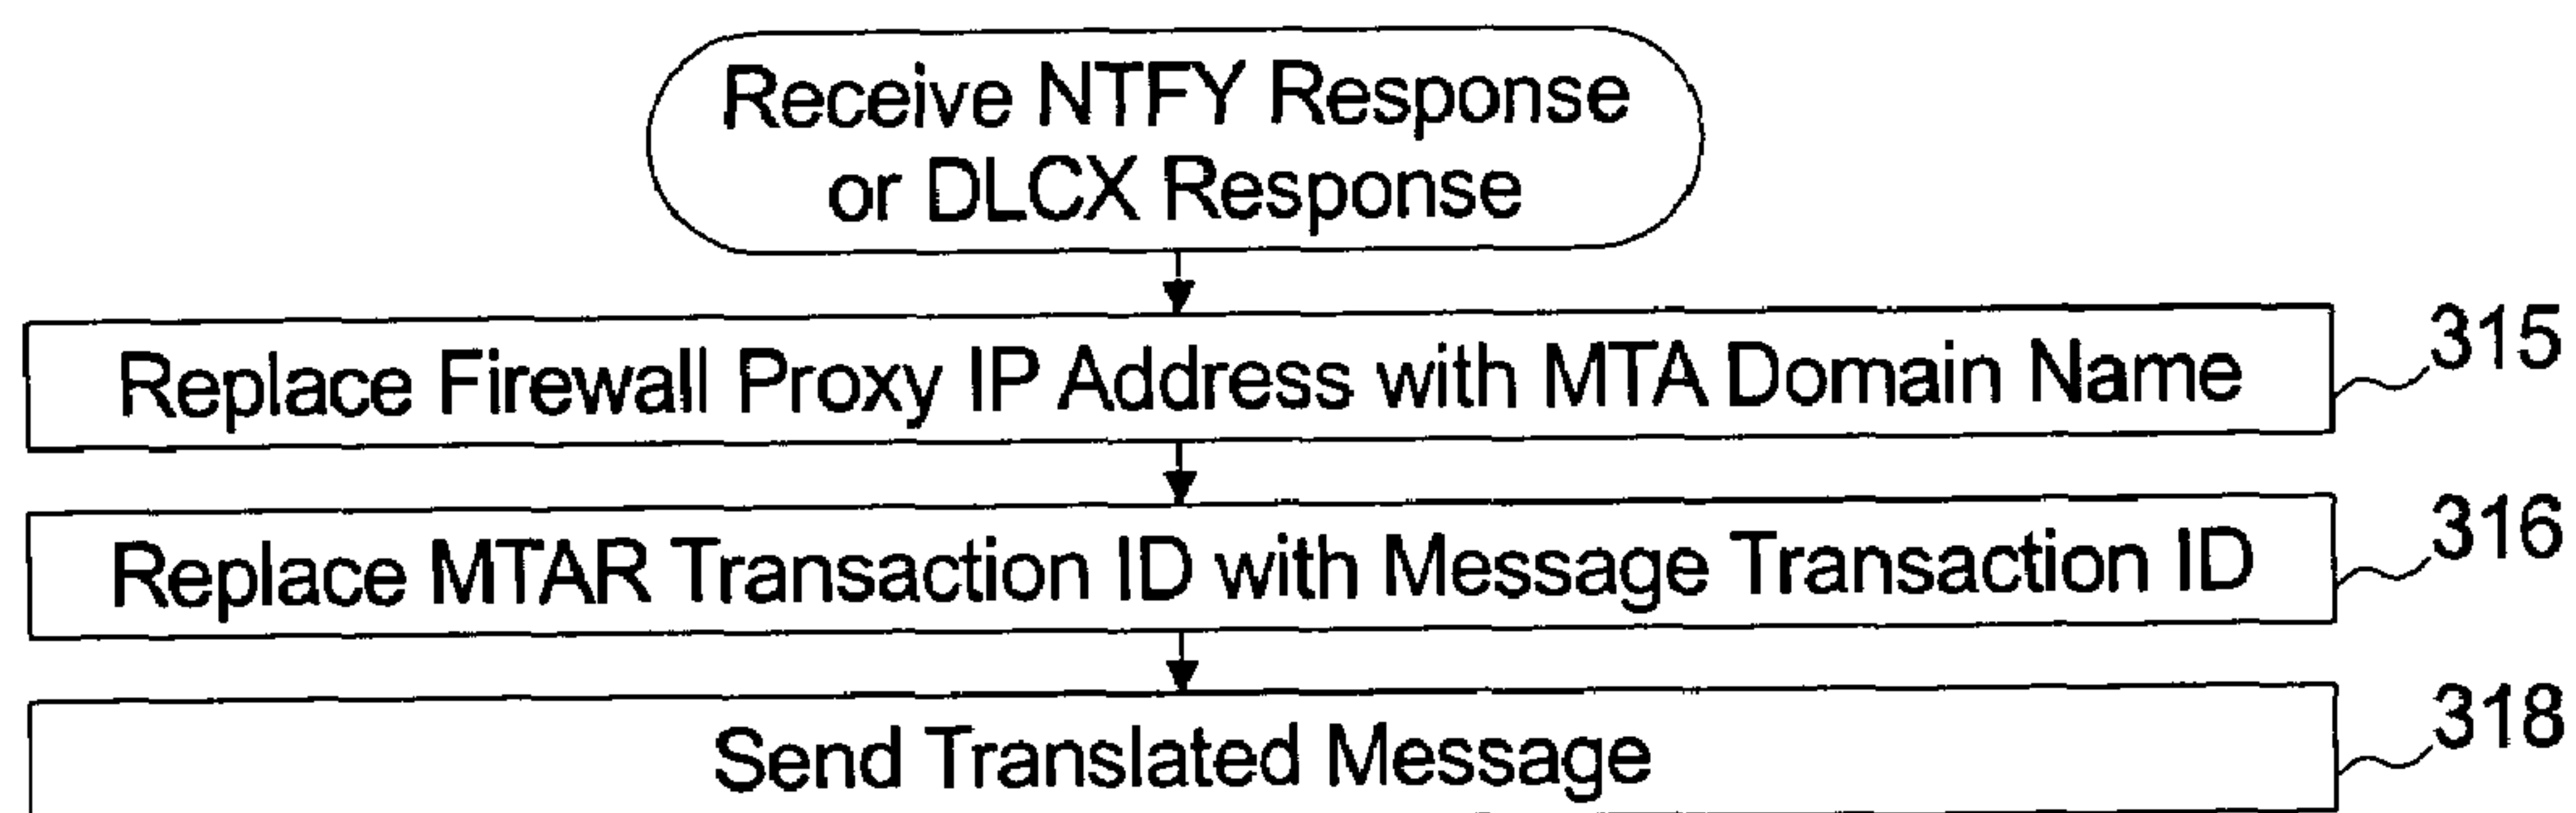 Receive NTFY Response
or DLCX Response
Replace Firewall Proxy IP Address with MTA Domain Name
315
Replace MTAR Transaction ID with Message Transaction ID
316
Send Translated Message
318